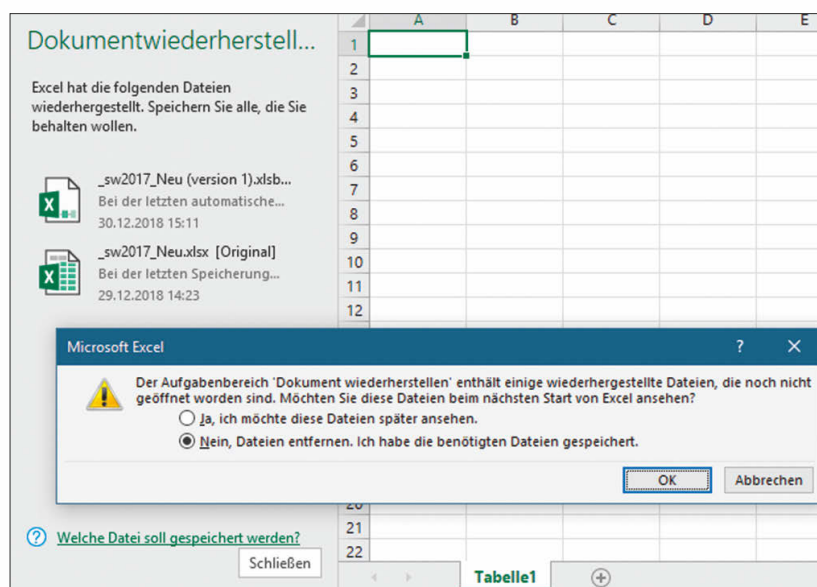 Dokumentwiederherstell...
Excel hat die folgenden Dateien
wiederhergestellt. Speichern Sie alle, die Sie
behalten wollen.
_sw2017_Neu (version 1).xlsb...
Bei der letzten automatische...
30.12.2018 15:11
_sw2017_Neu.xlsx [Original]
Bei der letzten Speicherung...
29.12.2018 14:23
A B C D E
1
2
3
4
5
6
7
8
9
10
11
12
Microsoft Excel
Der Aufgabenbereich 'Dokument wiederherstellen' enthält einige wiederhergestellte Dateien, die noch nicht
geöffnet worden sind. Möchten Sie diese Dateien beim nächsten Start von Excel ansehen?
Ja, ich möchte diese Dateien später ansehen.
Nein, Dateien entfernen. Ich habe die benötigten Dateien gespeichert.
OK Abbrechen
20
21
22
Welche Datei soll gespeichert werden?
Schließen
Tabelle1